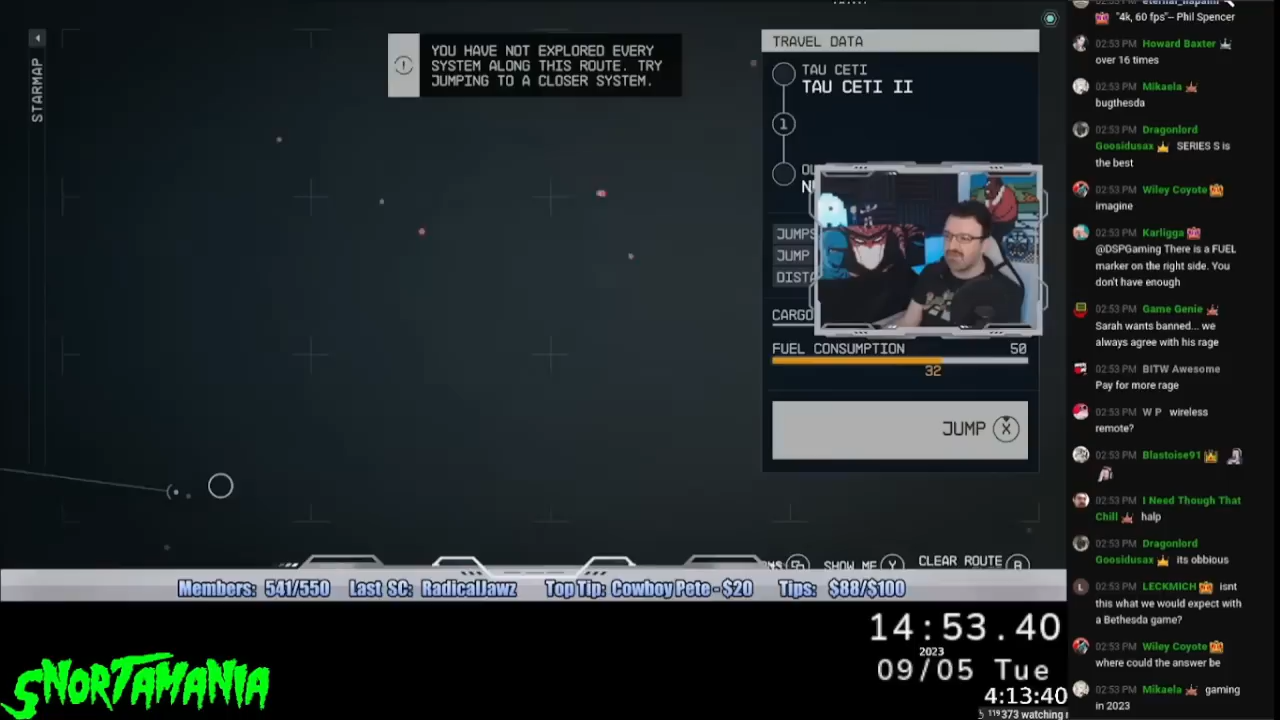 STARMAP
YOU HAVE NOT EXPLORED EVERY
SYSTEM ALONG THIS ROUTE. TRY
JUMPING TO A CLOSER SYSTEM.
TRAVEL DATA
TAU CETI
TAU CETI II
1
JUMPS
JUMP
CARGO
FUEL CONSUMPTION 50
32
JUMP X
SHOW ME Y
CLEAR ROUTE B
Members: 541/550 Last SC: RadicalJawz Top Tip: Cowboy Pete - $20 Tips: $88/$100
SNORTAMANIA
14:53.40
2023
09/05 Tue
4:13:40
373 watching
"4k, 60 fps"– Phil Spencer
02:53 PM Howard Baxter
over 16 times
02:53 PM Mikaela
bugthesda
02:53 PM Dragonlord
Goosidusax SERIES S is
the best
02:53 PM Wiley Coyote
imagine
02:53 PM Karligga
@DSPGaming There is a FUEL
marker on the right side. You
don't have enough
02:53 PM Game Genie
Sarah wants banned... we
always agree with his rage
02:53 PM BITW Awesome
Pay for more rage
02:53 PM W P wireless
remote?
02:53 PM Blastoise91
02:53 PM I Need Though That
Chill halp
02:53 PM Dragonlord
Goosidusax its obbious
L 02:53 PM LECKMICH isnt
this what we would expect with
a Bethesda game?
02:53 PM Wiley Coyote
where could the answer be
02:53 PM Mikaela gaming
in 2023